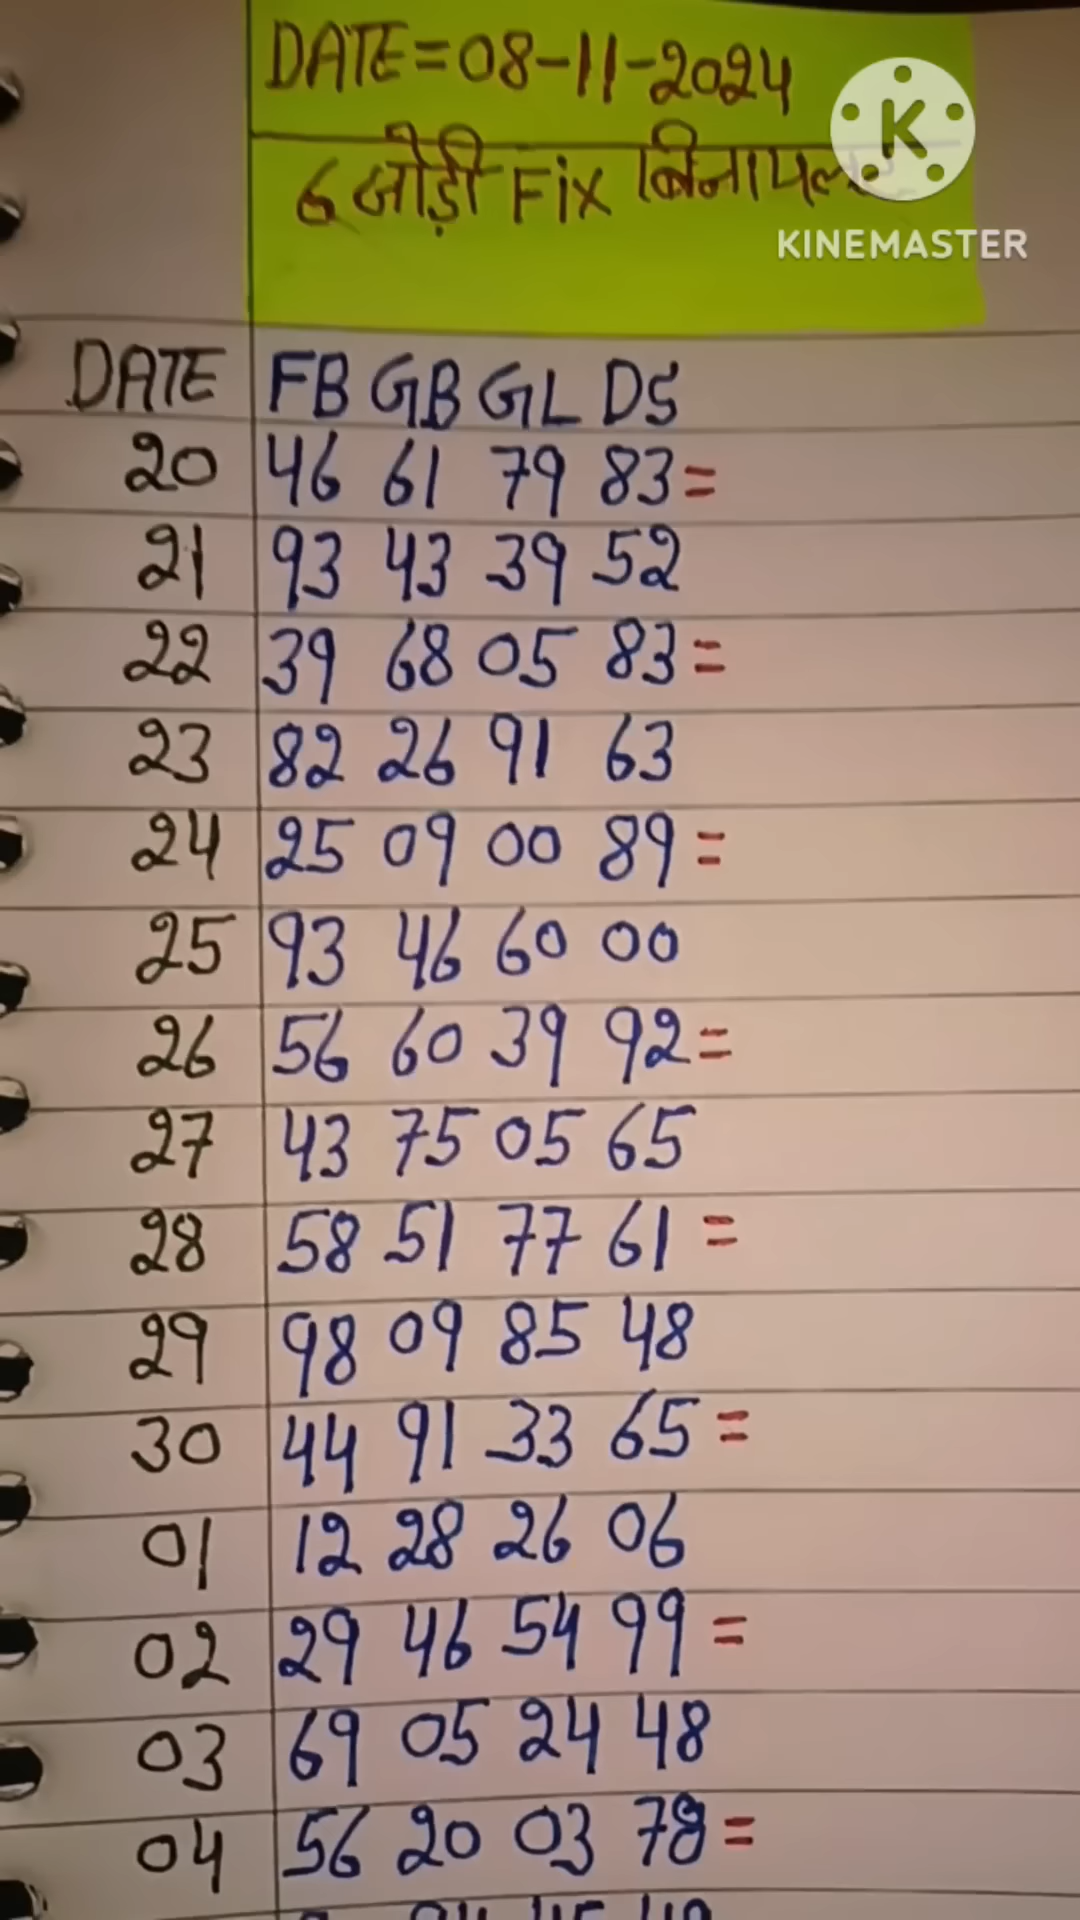 DATE=08-11-2024
6 जोड़ी Fix बिना
KINEMASTER
DATE FB GB GL DS
20 46 61 79 83=
21 93 43 39 52
22 39 68 05 83=
23 82 26 91 63
24 25 09 00 89=
25 93 46 60 00
26 56 60 39 92=
27 43 75 05 65
28 58 51 77 61=
29 98 09 85 48
30 44 91 33 65=
01 12 28 26 06
02 29 46 54 99=
03 69 05 24 48
04 56 20 03 78=